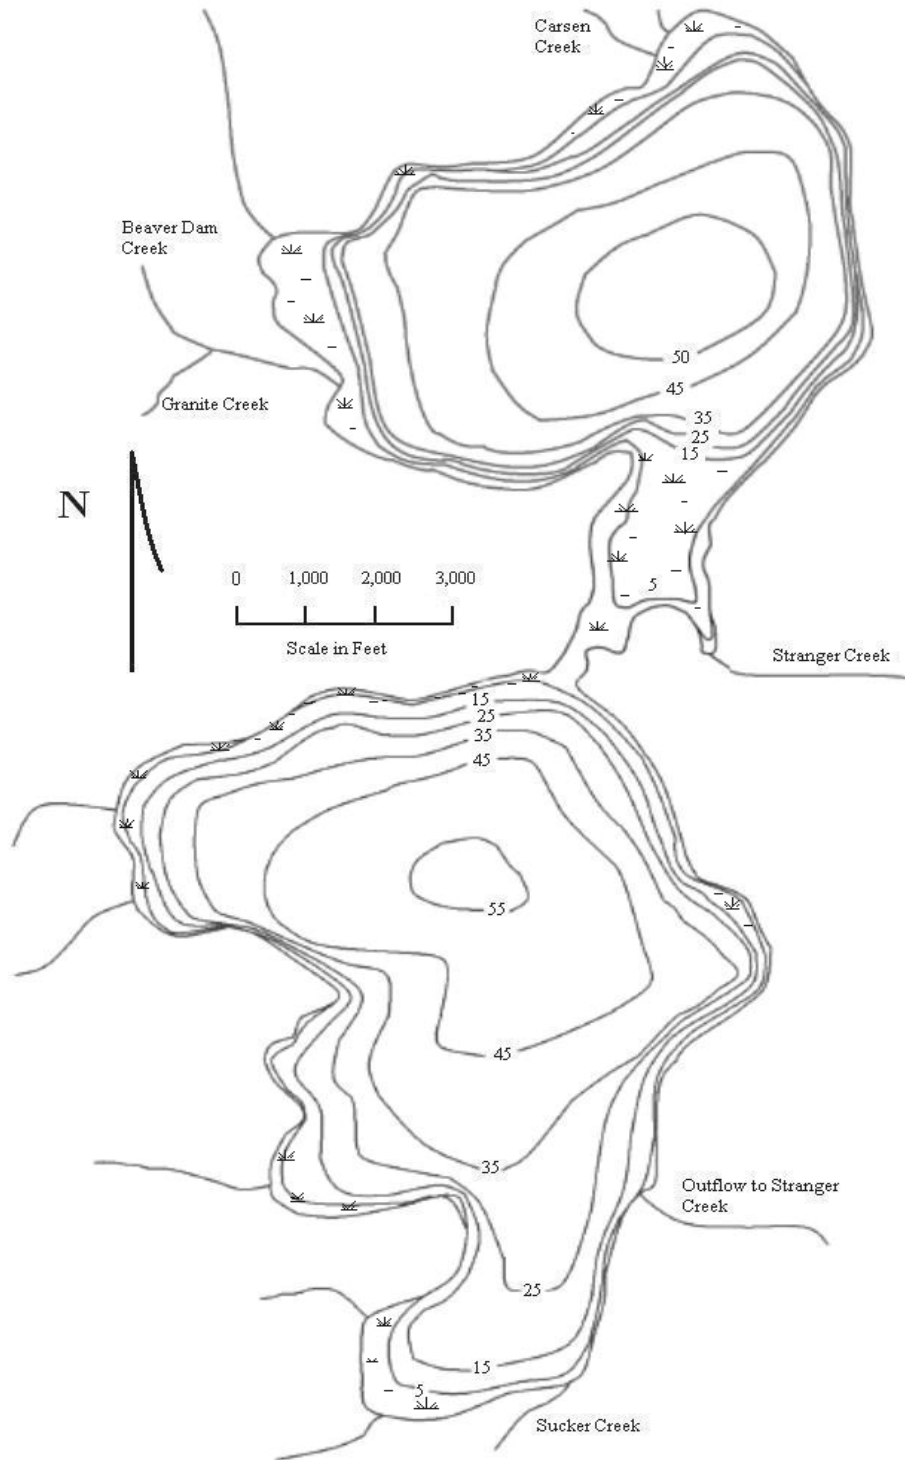 Carsen
Creek
Beaver Dam
Creek
50
45
Granite Creek
35
25
15
N
0 1,000 2,000 3,000
5
Scale in Feet
Stranger Creek
15
25
35
45
55
45
35
Outflow to Stranger
Creek
25
15
5
Sucker Creek